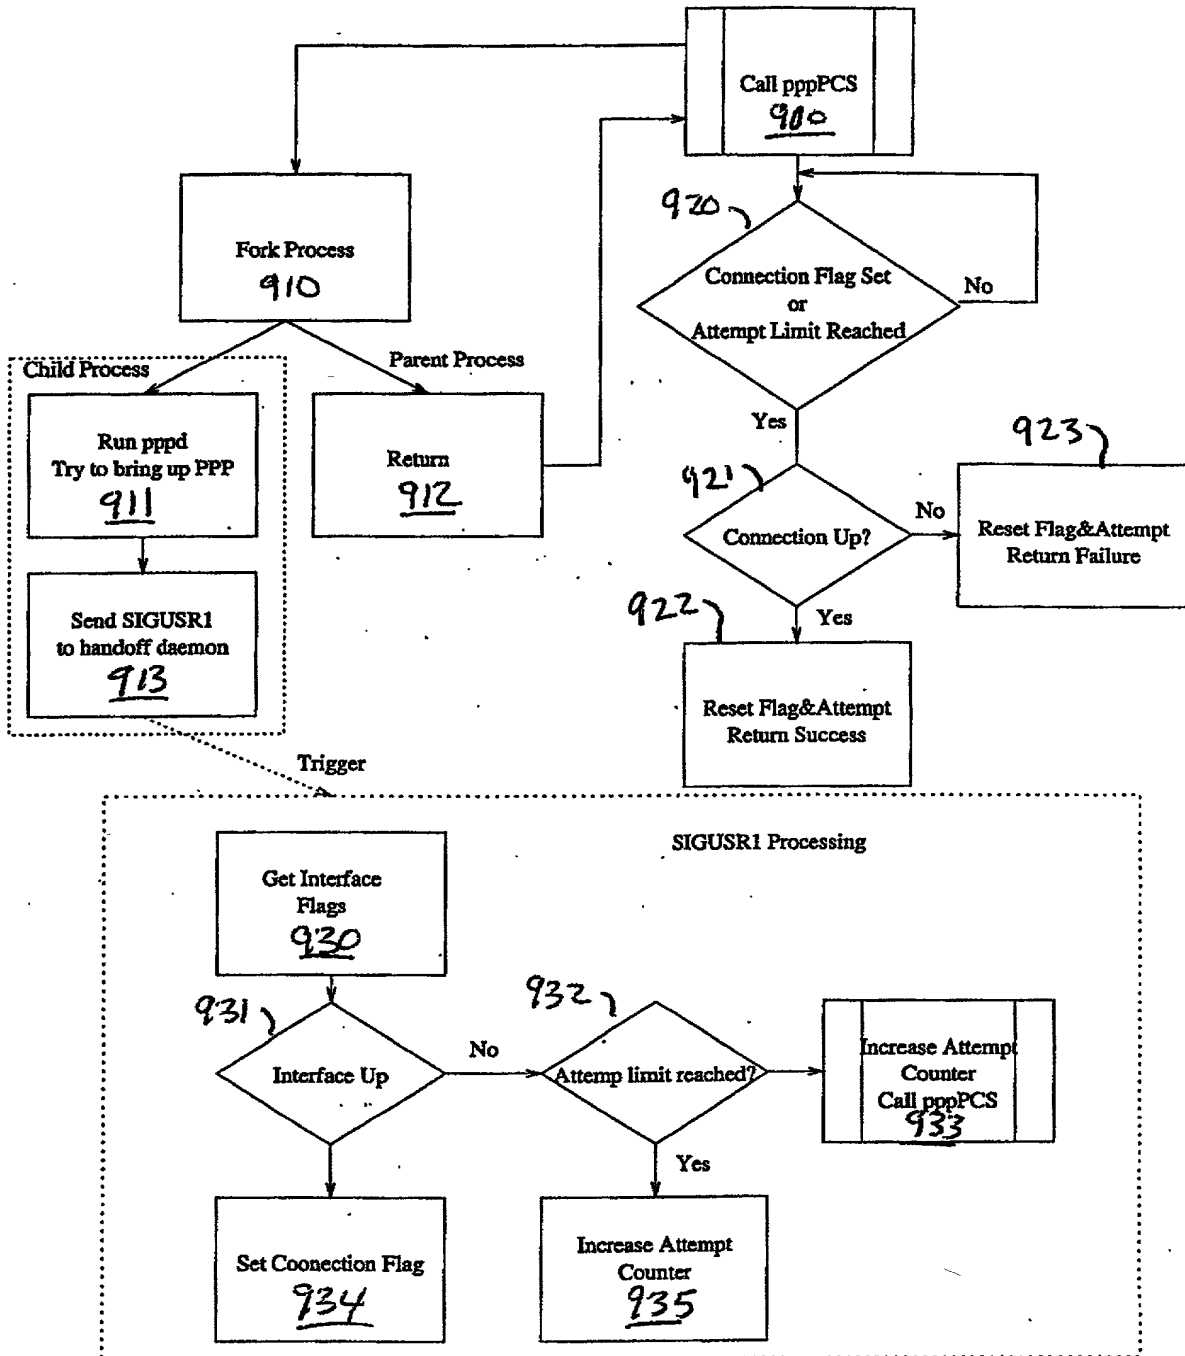 Call pppPCS
900
Fork Process
910
920
Connection Flag Set
or
Attempt Limit Reached
No
Child Process
Parent Process
Run pppd
Try to bring up PPP
911
Return
912
Yes
921
Connection Up?
No
923
Reset Flag&Attempt
Return Failure
Send SIGUSR1
to handoff daemon
913
922
Yes
Reset Flag&Attempt
Return Success
Trigger
SIGUSR1 Processing
Get Interface
Flags
930
931
Interface Up
No
932
Attemp limit reached?
Increase Attempt
Counter
Call pppPCS
933
Yes
Set Coonection Flag
934
Increase Attempt
Counter
935